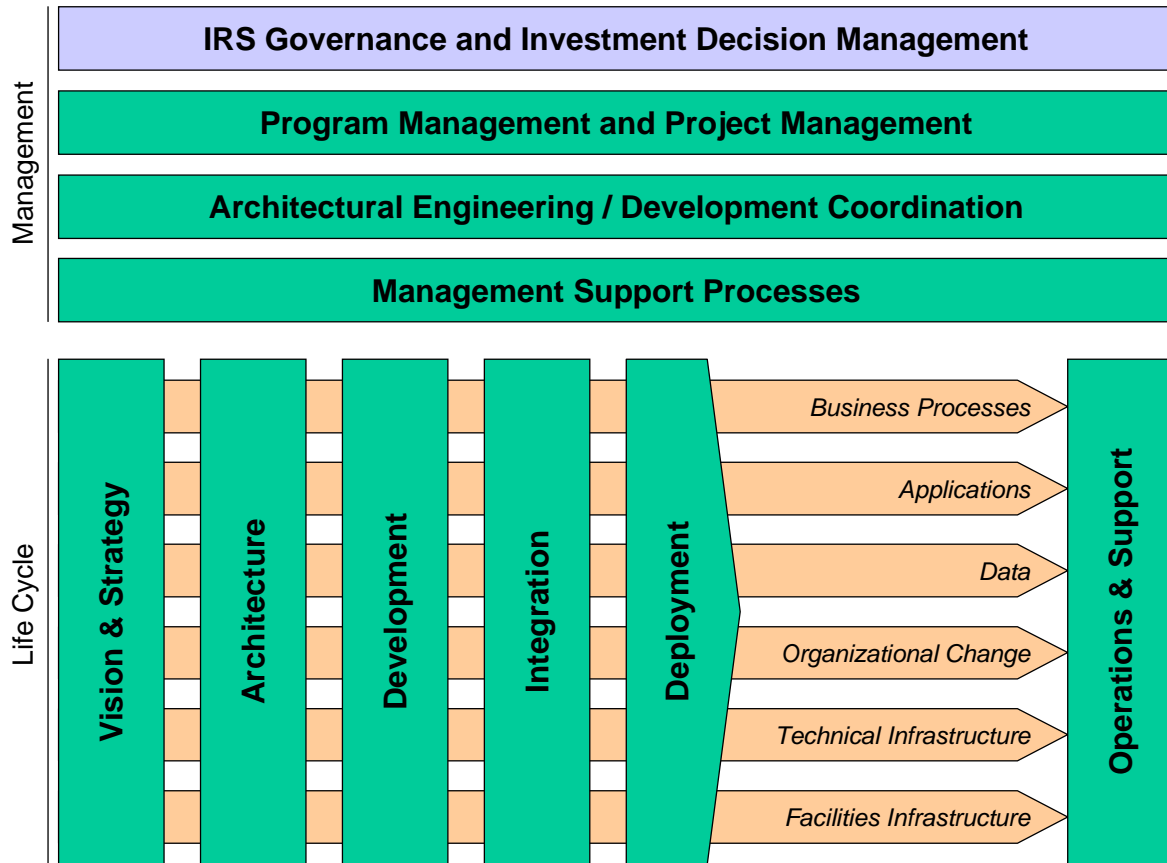 Management
IRS Governance and Investment Decision Management
Program Management and Project Management
Architectural Engineering / Development Coordination
Management Support Processes
Life Cycle
Vision & Strategy
Architecture
Development
Integration
Deployment
Business Processes
Applications
Data
Organizational Change
Technical Infrastructure
Facilities Infrastructure
Operations & Support